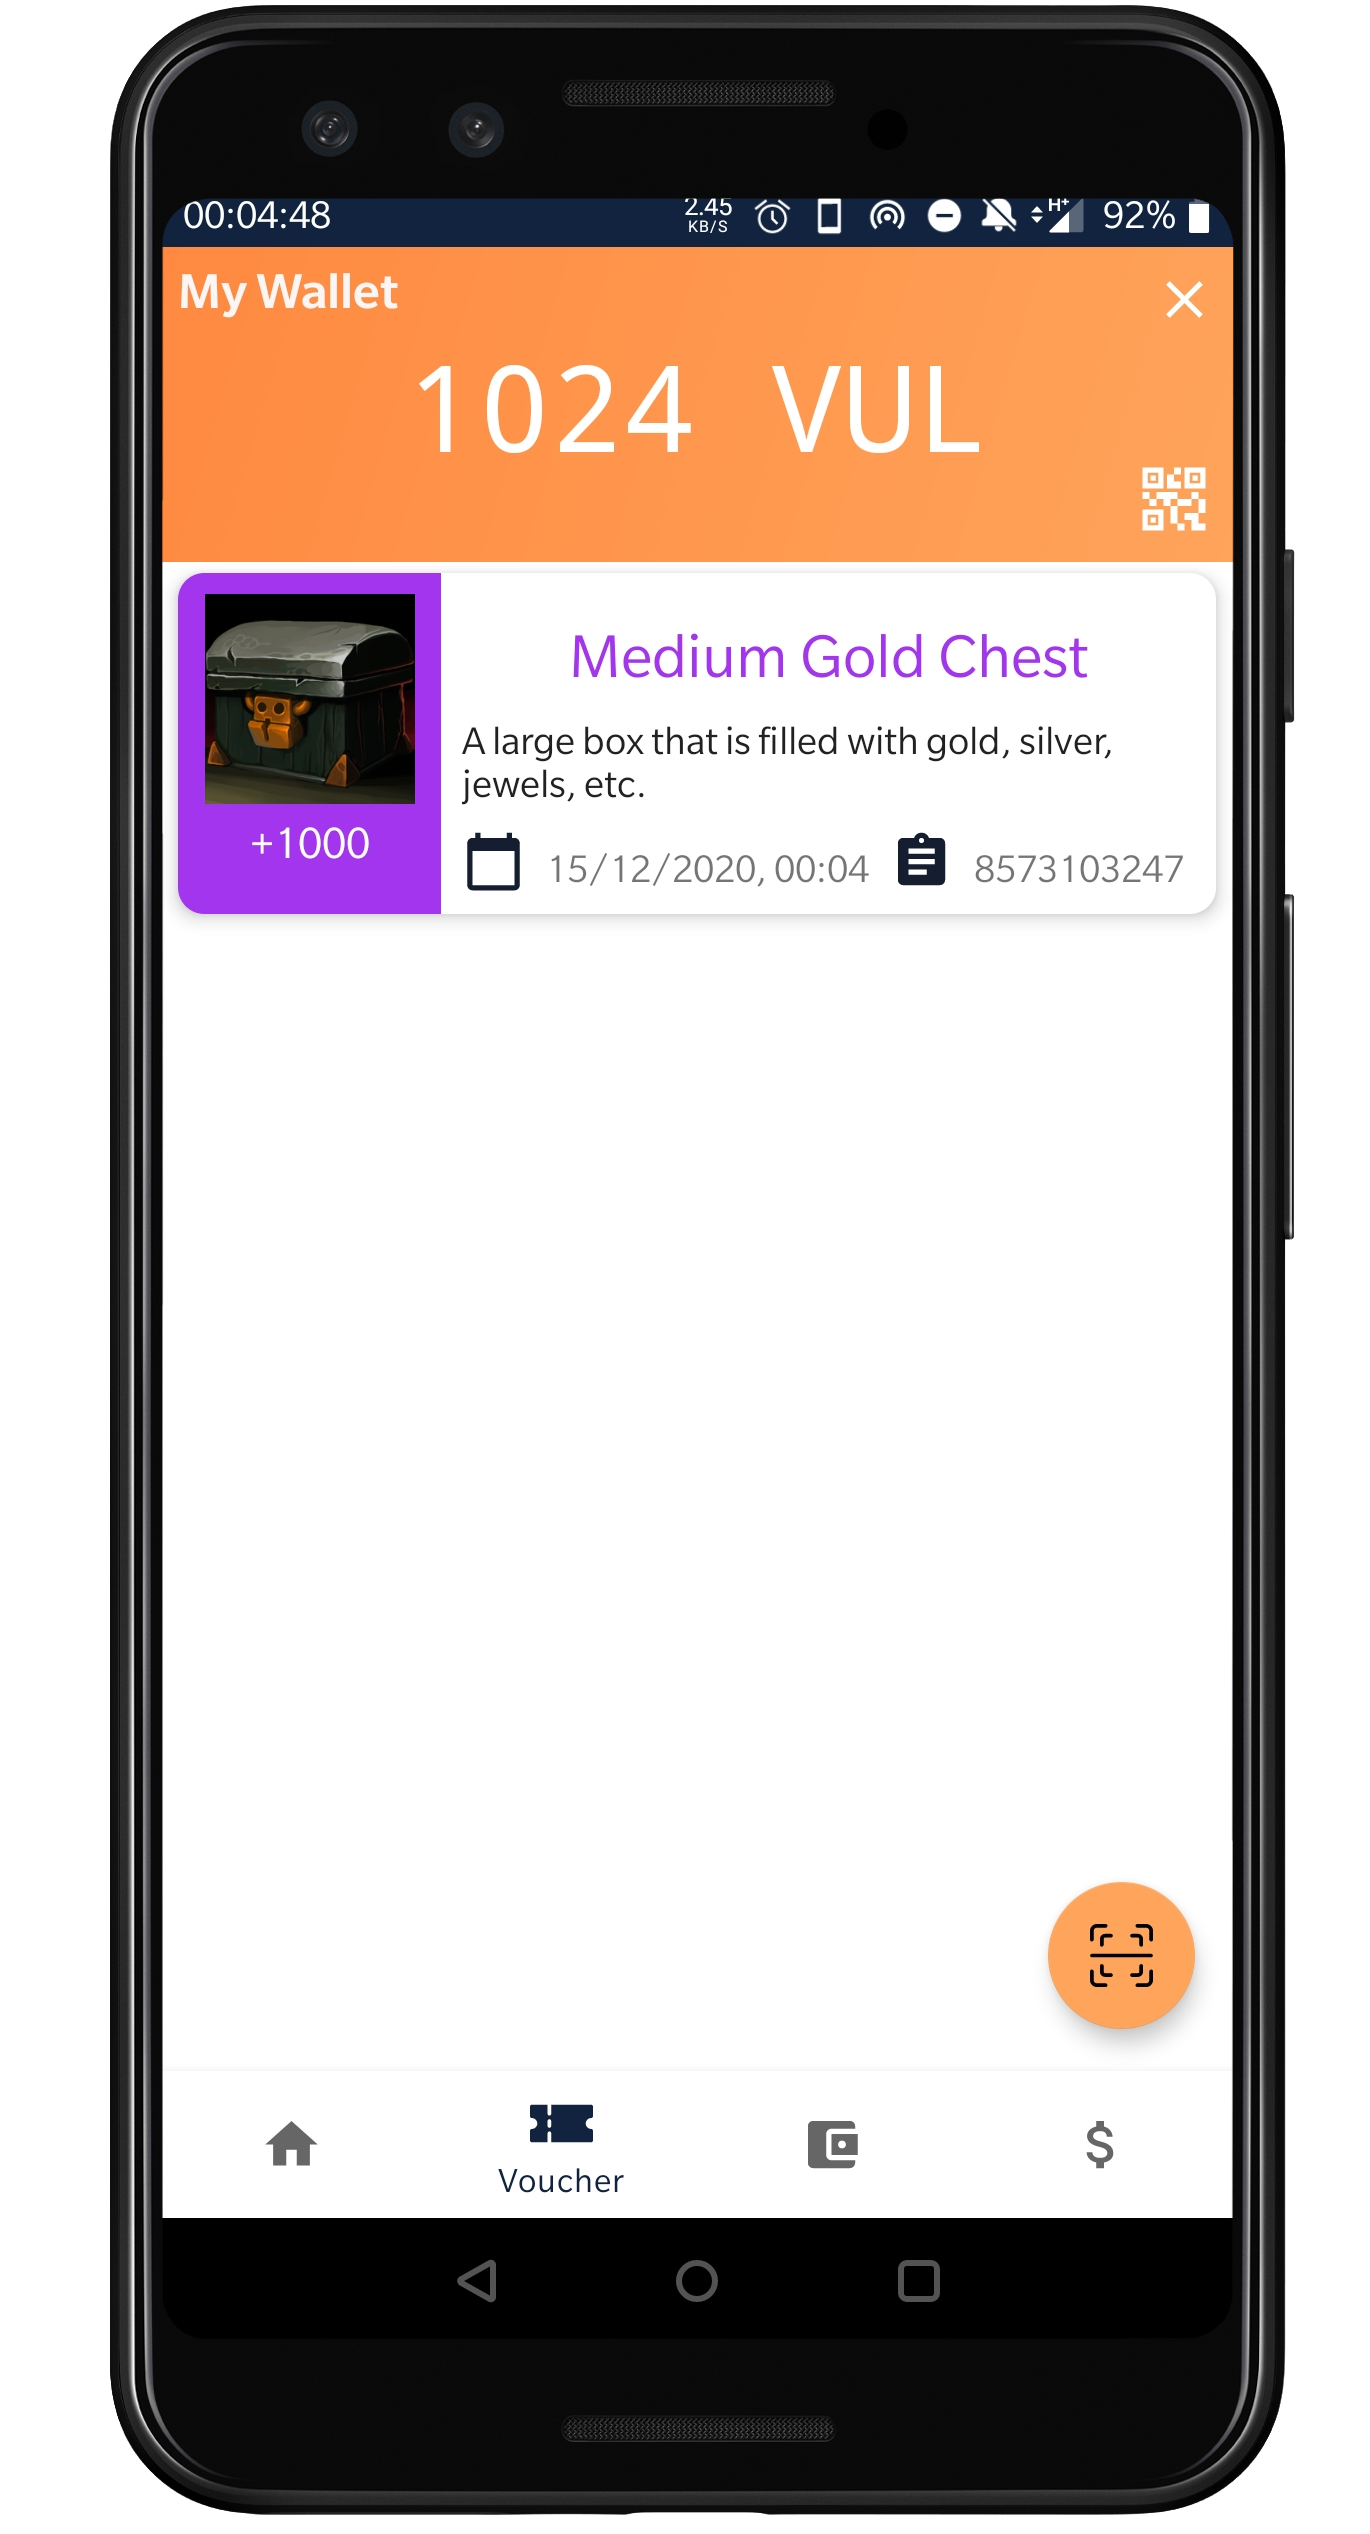 00:04:48
2.45
KB/S
H+
92%
My Wallet
1024 VUL
Medium Gold Chest
A large box that is filled with gold, silver,
jewels, etc.
+1000
15/12/2020, 00:04
8573103247
Voucher